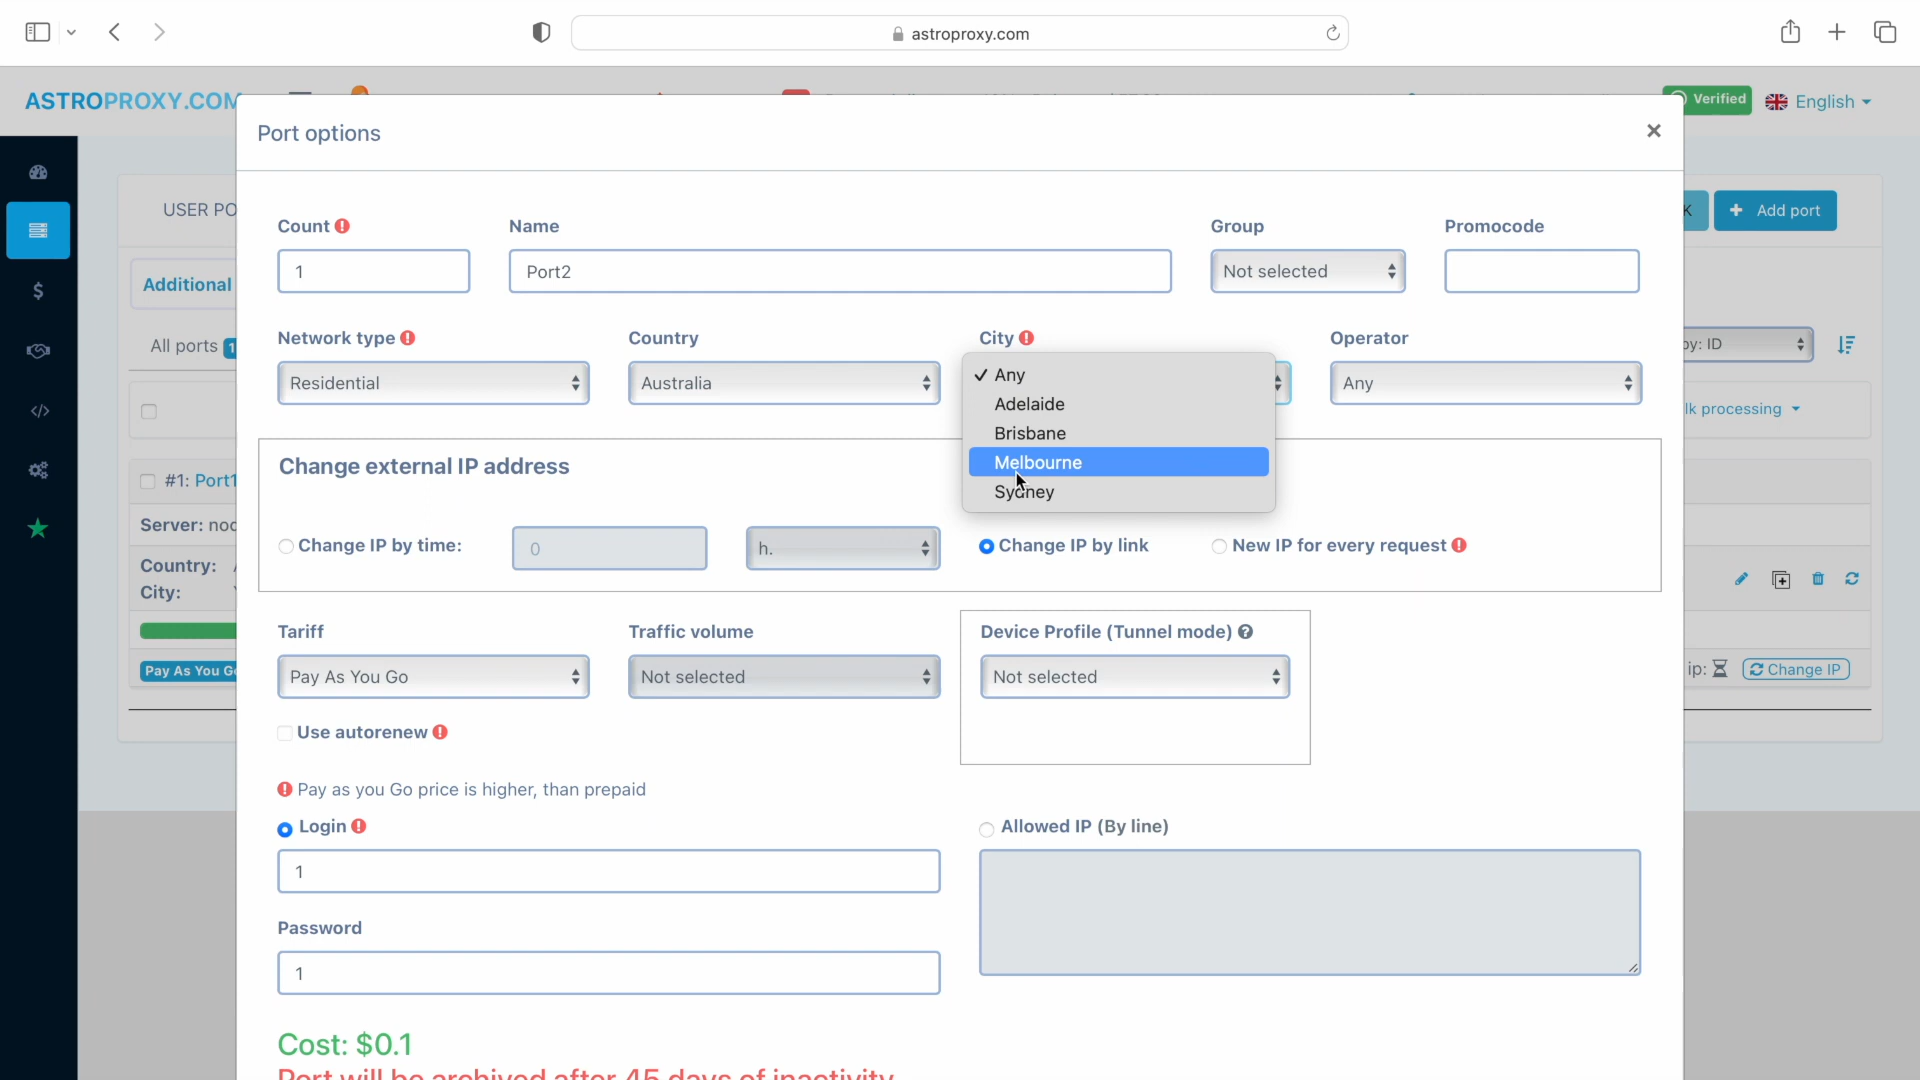 astroproxy.com
ASTROPROXY.COM
Verified
English
Port options
USER PO
K
Add port
Count
Name
Group
Promocode
1
Port2
Not selected
Additional
Network type
Country
City
Operator
All ports 1
by: ID
Residential
Australia
Any
Any
Adelaide
Brisbane
Melbourne
Sydney
lk processing
Change external IP address
#1: Port1
Server: nod
Change IP by time:
0
h.
Change IP by link
New IP for every request
Country:
City:
Tariff
Traffic volume
Device Profile (Tunnel mode)
Pay As You Go
Not selected
Not selected
Pay As You Go
ip:
Change IP
Use autorenew
Pay as you Go price is higher, than prepaid
Login
Allowed IP (By line)
1
Password
1
Cost: $0.1
Port will be archived after 45 days of inactivity